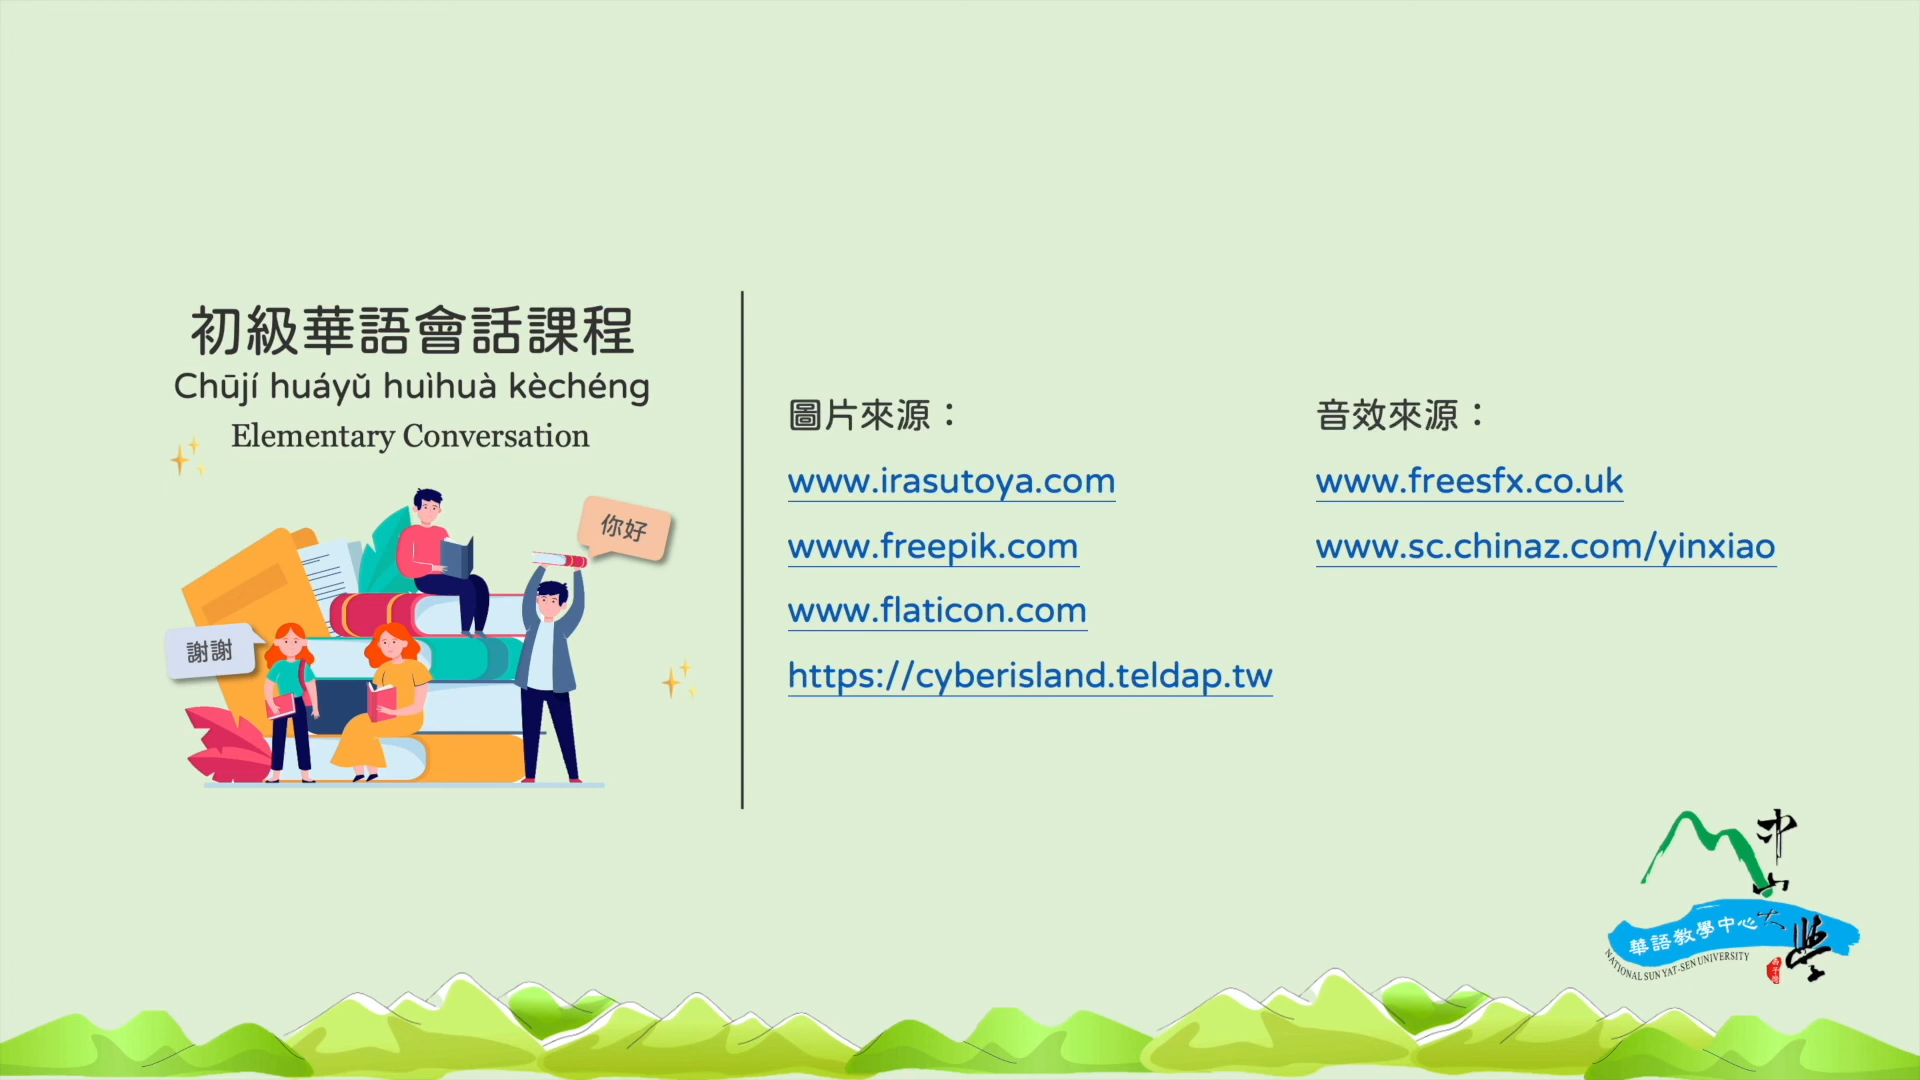 初級華語會話課程
Chūjí huáyǔ huìhuà kèchéng
Elementary Conversation
你好
謝謝
圖片來源：
www.irasutoya.com
www.freepik.com
www.flaticon.com
https://cyberisland.teldap.tw
音效來源：
www.freesfx.co.uk
www.sc.chinaz.com/yinxiao
中山大學
華語教學中心
NATIONAL SUN YAT-SEN UNIVERSITY